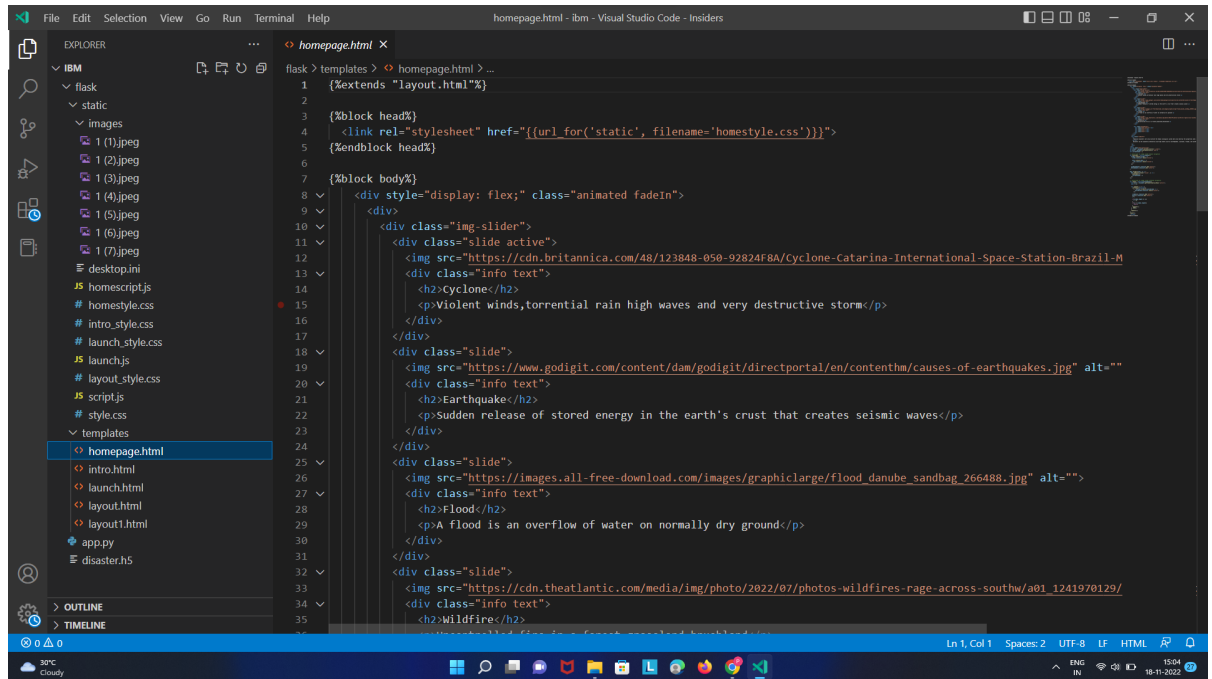 File Edit Selection View Go Run Terminal Help homepage.html - ibm - Visual Studio Code - Insiders
EXPLORER
IBM
flask
static
images
1 (1).jpeg
1 (2).jpeg
1 (3).jpeg
1 (4).jpeg
1 (5).jpeg
1 (6).jpeg
1 (7).jpeg
desktop.ini
JS homescript.js
# homestyle.css
# intro_style.css
# launch_style.css
JS launch.js
# layout_style.css
JS script.js
# style.css
templates
<> homepage.html
<> intro.html
<> launch.html
<> layout.html
<> layout1.html
app.py
disaster.h5
OUTLINE
TIMELINE
<> homepage.html
flask > templates > <> homepage.html > ...
1 {%extends "layout.html"%}
2
3 {%block head%}
4 <link rel="stylesheet" href="{{url_for('static', filename='homestyle.css')}}">
5 {%endblock head%}
6
7 {%block body%}
8 <div style="display: flex;" class="animated fadeIn">
9 <div>
10 <div class="img-slider">
11 <div class="slide active">
12 <img src="https://cdn.britannica.com/48/123848-050-92824F8A/Cyclone-Catarina-International-Space-Station-Brazil-M
13 <div class="info text">
14 <h2>Cyclone</h2>
15 <p>Violent winds,torrential rain high waves and very destructive storm</p>
16 </div>
17 </div>
18 <div class="slide">
19 <img src="https://www.godigit.com/content/dam/godigit/directportal/en/contenthm/causes-of-earthquakes.jpg" alt=""
20 <div class="info text">
21 <h2>Earthquake</h2>
22 <p>Sudden release of stored energy in the earth's crust that creates seismic waves</p>
23 </div>
24 </div>
25 <div class="slide">
26 <img src="https://images.all-free-download.com/images/graphiclarge/flood_danube_sandbag_266488.jpg" alt="">
27 <div class="info text">
28 <h2>Flood</h2>
29 <p>A flood is an overflow of water on normally dry ground</p>
30 </div>
31 </div>
32 <div class="slide">
33 <img src="https://cdn.theatlantic.com/media/img/photo/2022/07/photos-wildfires-rage-across-southw/a01_1241970129/
34 <div class="info text">
35 <h2>Wildfire</h2>
0 0 Ln 1, Col 1 Spaces: 2 UTF-8 LF HTML
30°C
Cloudy
ENG
IN
15:04
18-11-2022
27